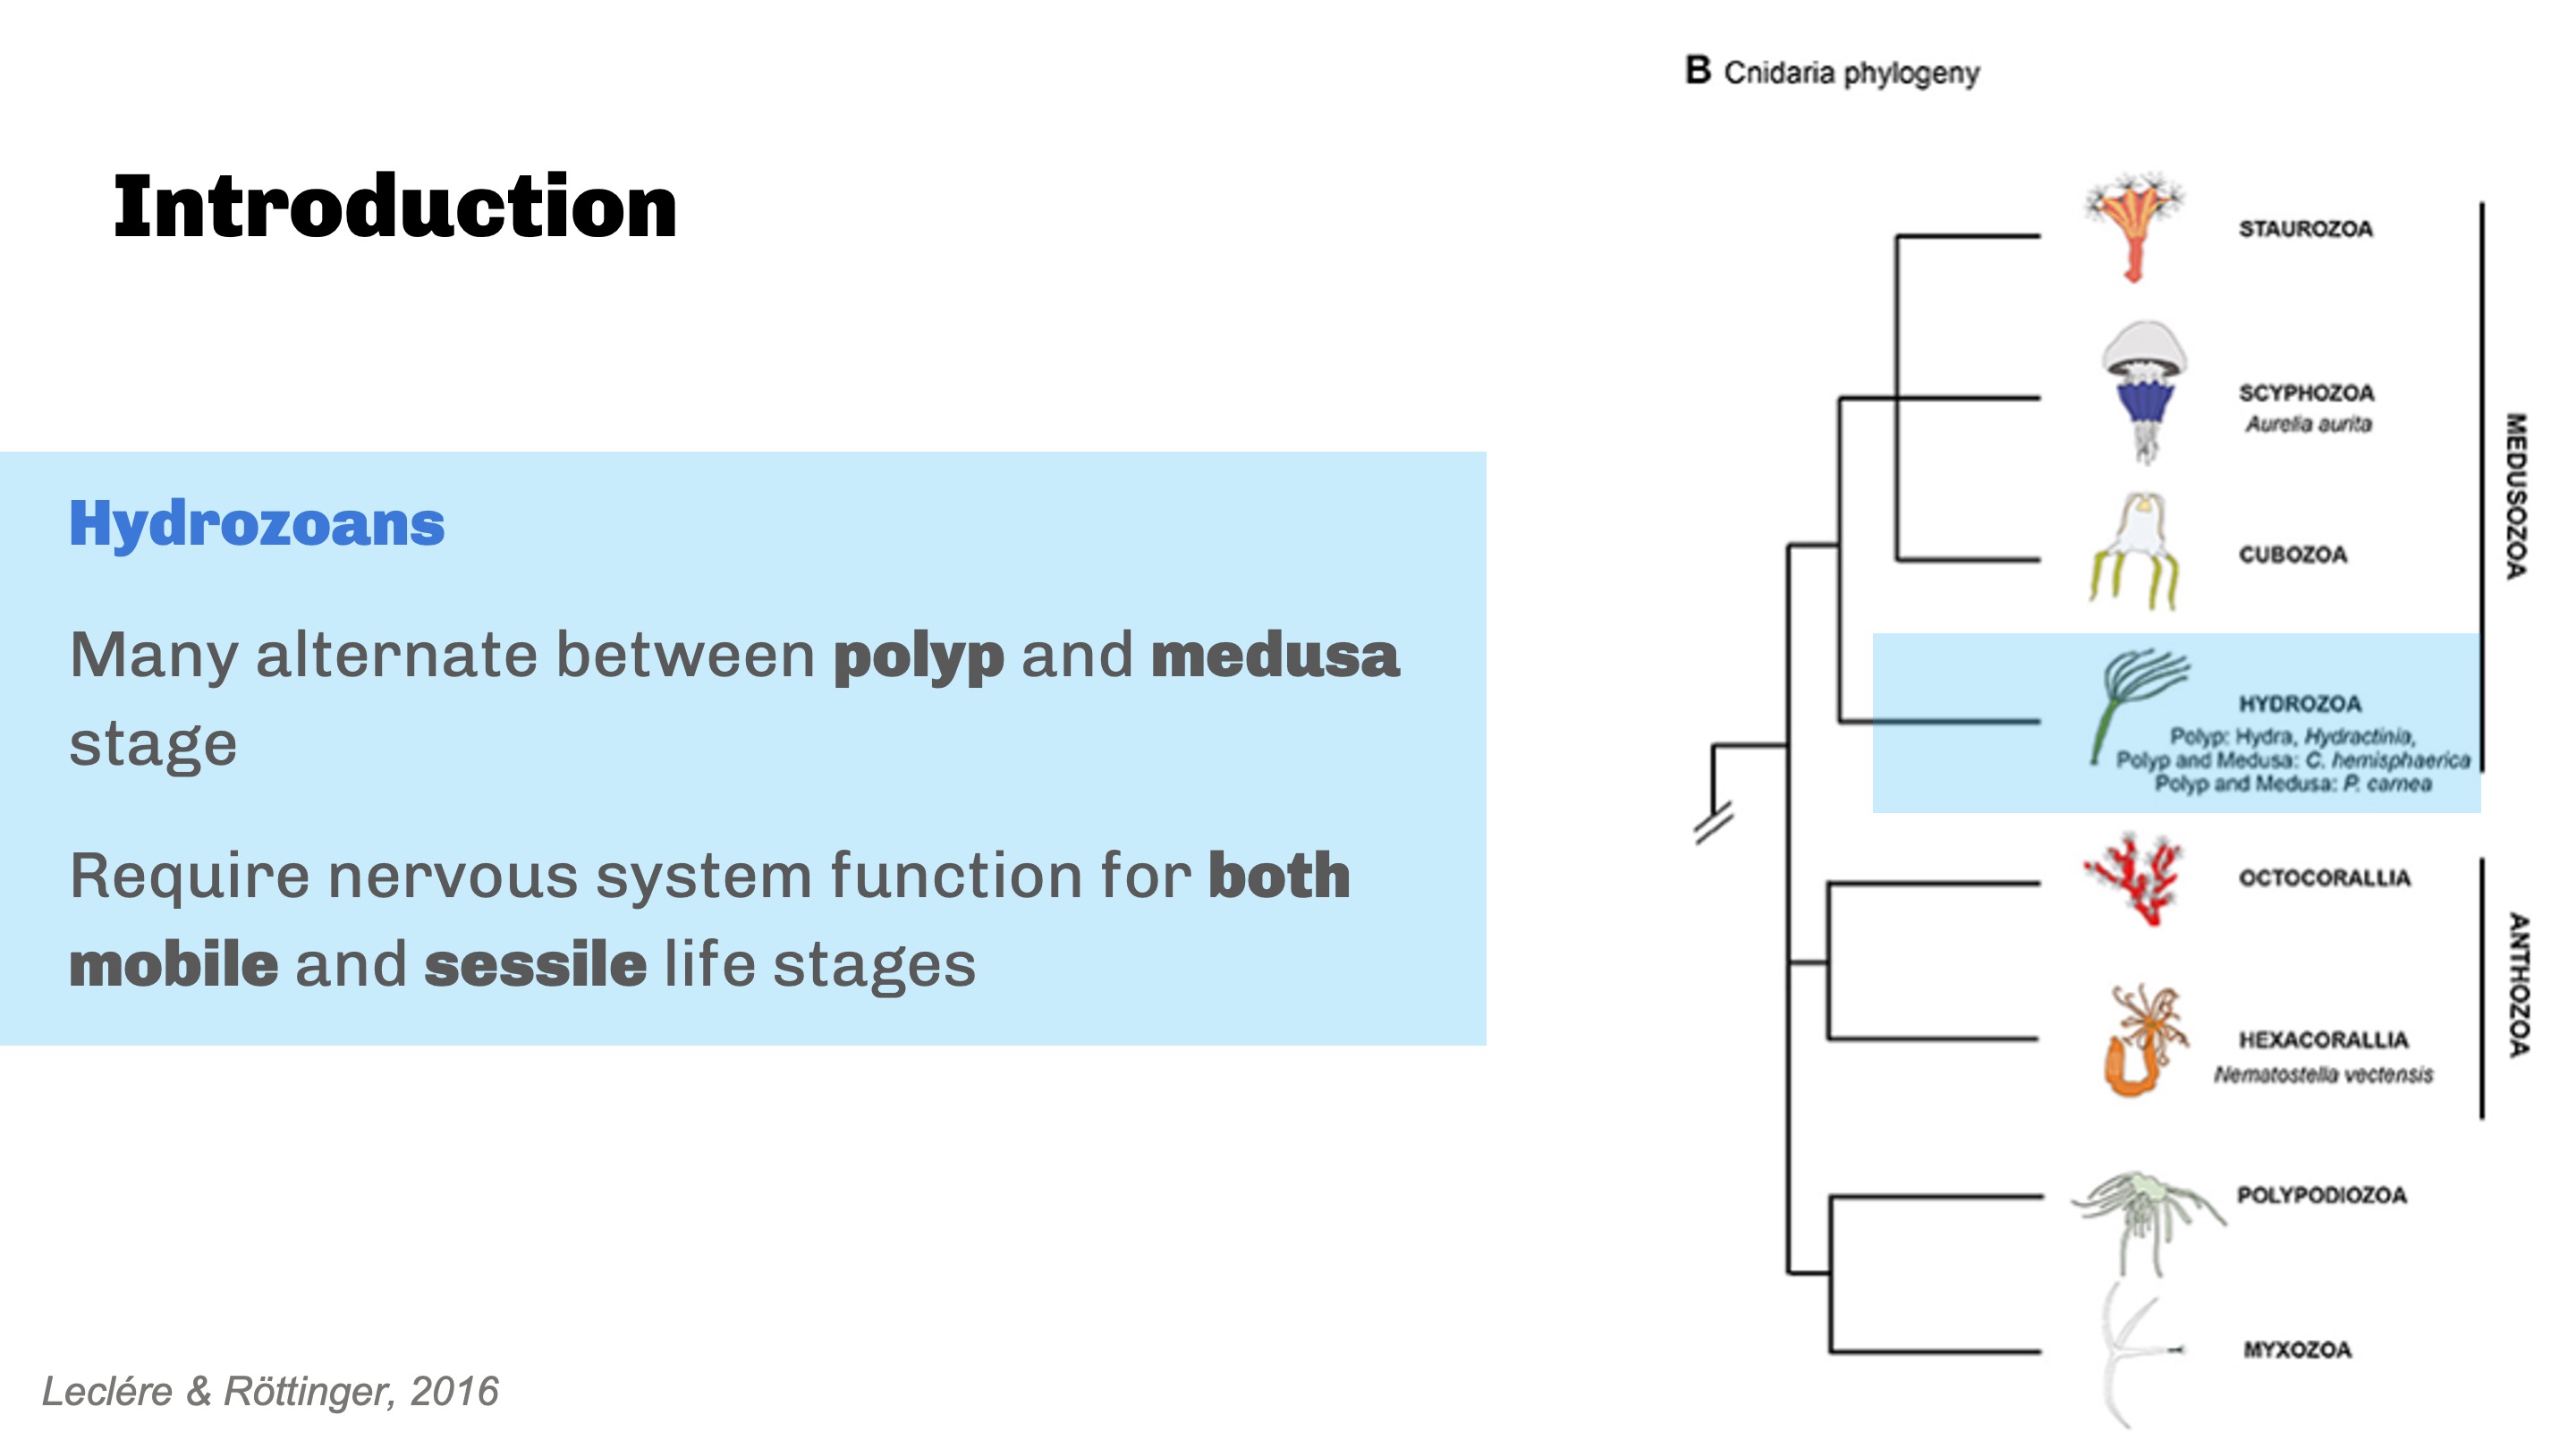 Introduction
Hydrozoans
Many alternate between polyp and medusa
stage
Require nervous system function for both
mobile and sessile life stages
Leclére & Röttinger, 2016
B Cnidaria phylogeny
STAUROZOA
SCYPHOZOA
Aurelia aurita
CUBOZOA
HYDROZOA
Polyp: Hydra, Hydractinia,
Polyp and Medusa: C. hemisphaerica
Polyp and Medusa: P. carnea
MEDUSOZOA
OCTOCORALLIA
HEXACORALLIA
Nematostella vectensis
ANTHOZOA
POLYPODIOZOA
MYXOZOA